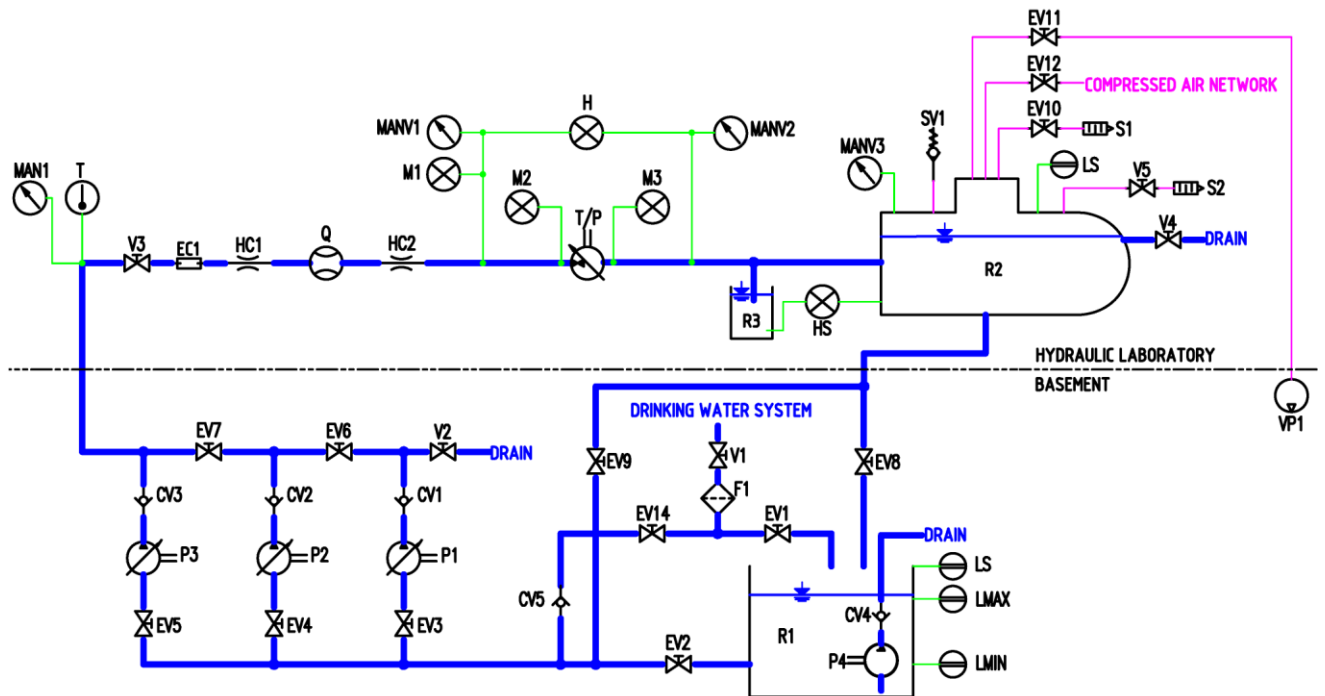 EV11
EV12
COMPRESSED AIR NETWORK
H
MANV1
MANV2
SV1
EV10
S1
MANV3
LS
MAN1
T
M1
M2
M3
V5
S2
T/P
V3
EC1
HC1
Q
HC2
V4
DRAIN
R2
R3
HS
HYDRAULIC LABORATORY
BASEMENT
DRINKING WATER SYSTEM
VP1
EV7
EV6
V2
DRAIN
EV9
V1
EV8
CV3
CV2
CV1
F1
EV14
EV1
DRAIN
P3
P2
P1
LS
CV5
LMAX
CV4
EV5
EV4
EV3
R1
EV2
P4
LMIN